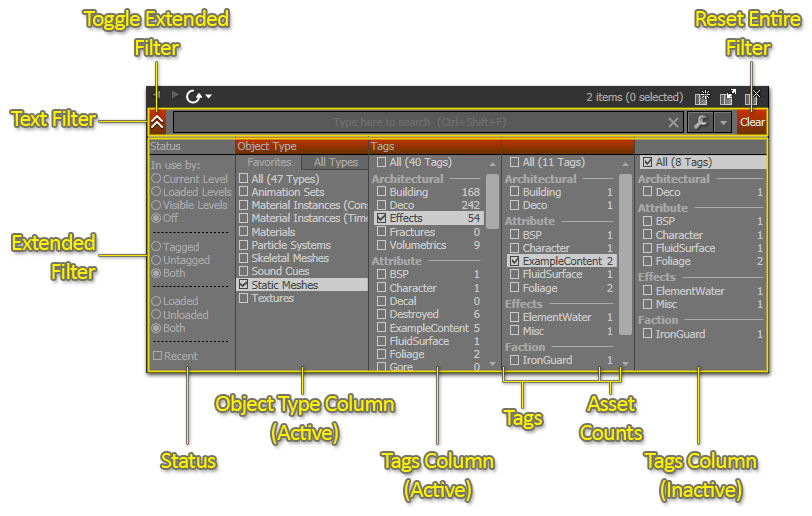 Toggle Extended
Filter
Reset Entire
Filter
2 items (0 selected)
Text Filter
Type here to search (Ctrl+Shift+F)
Clear
Status
In use by:
Current Level
Loaded Levels
Visible Levels
Off
Tagged
Untagged
Both
Loaded
Unloaded
Both
Recent
Extended
Filter
Object Type
Favorites
All Types
All (47 Types)
Animation Sets
Material Instances (Con
Material Instances (Time
Materials
Particle Systems
Skeletal Meshes
Sound Cues
Static Meshes
Textures
Tags
All (40 Tags)
Architectural
Building 168
Deco 242
Effects 54
Fractures 0
Volumetrics 9
Attribute
BSP 1
Character 1
Decal 0
Destroyed 6
ExampleContent 5
FluidSurface 1
Foliage 2
Gore 0
All (11 Tags)
Architectural
Building 1
Deco 1
Attribute
BSP 1
Character 1
ExampleContent 2
FluidSurface 1
Foliage 2
Effects
ElementWater 1
Misc 1
Faction
IronGuard 1
All (8 Tags)
Architectural
Deco 1
Attribute
BSP 1
Character 1
FluidSurface 1
Foliage 2
Effects
ElementWater 1
Misc 1
Faction
IronGuard 1
Object Type Column
(Active)
Tags
Asset
Counts
Status
Tags Column
(Active)
Tags Column
(Inactive)